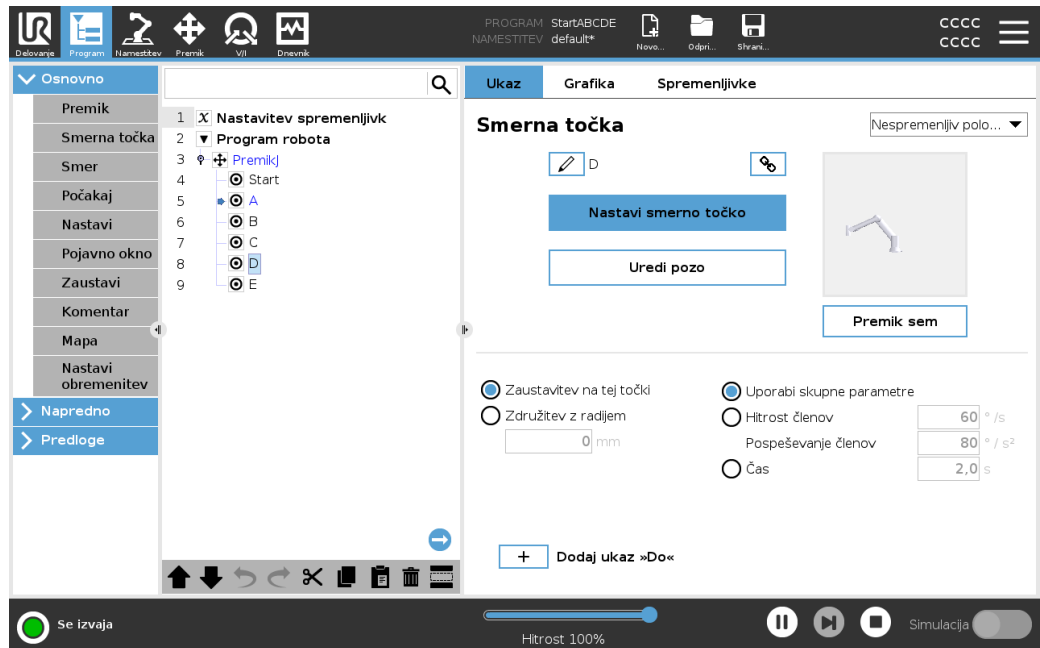 UR
Delovanje
Program
Namestitev
Premik
V/I
Dnevnik
PROGRAM StartABCDE
NAMESTITEV default*
Novo...
Odpri...
Shrani...
cccc
cccc
Osnovno
Premik
Smerna točka
Smer
Počakaj
Nastavi
Pojavno okno
Zaustavi
Komentar
Mapa
Nastavi
obremenitev
Napredno
Predloge
1 X Nastavitev spremenljivk
2 Program robota
3 PremikJ
4 Start
5 A
6 B
7 C
8 D
9 E
Ukaz Grafika Spremenljivke
Smerna točka
Nespremenljiv polo...
D
Nastavi smerno točko
Uredi pozo
Premik sem
Zaustavitev na tej točki
Združitev z radijem
0 mm
Uporabi skupne parametre
Hitrost členov 60 ° /s
Pospeševanje členov 80 ° / s²
Čas 2,0 s
+ Dodaj ukaz »Do«
Se izvaja
Hitrost 100%
Simulacija